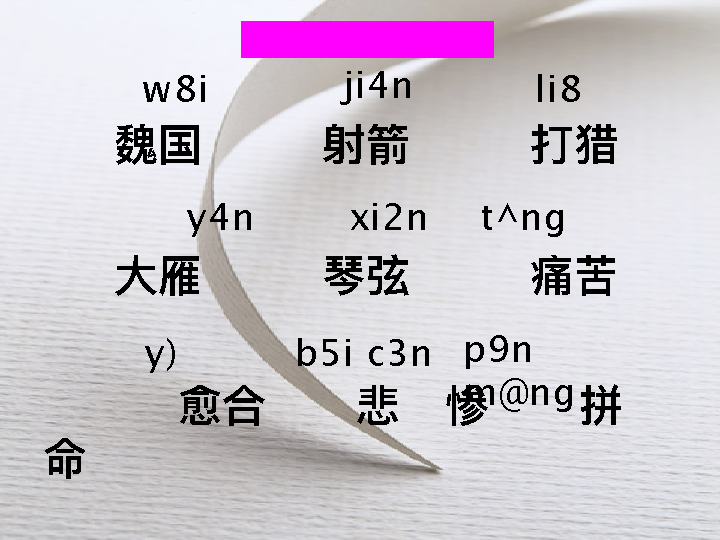 w8i ji4n li8
魏国 射箭 打猎
y4n xi2n t^ng
大雁 琴弦 痛苦
y) b5i c3n p9n
m@ng
愈合 悲 惨 拼
命